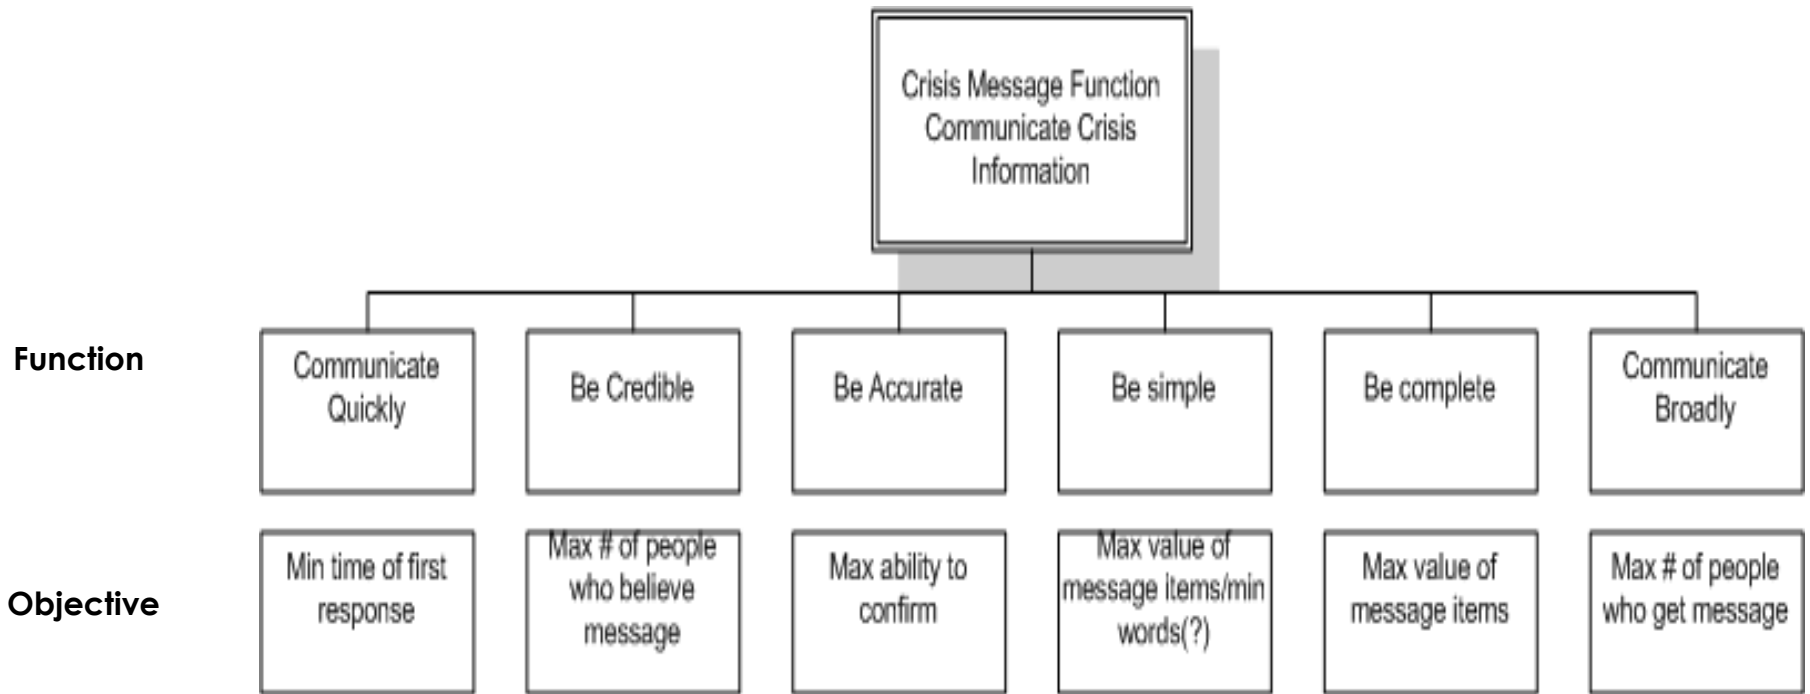 Crisis Message Function
Communicate Crisis
Information
Function
Communicate
Quickly
Be Credible
Be Accurate
Be simple
Be complete
Communicate
Broadly
Objective
Min time of first
response
Max # of people
who believe
message
Max ability to
confirm
Max value of
message items/min
words(?)
Max value of
message items
Max # of people
who get message